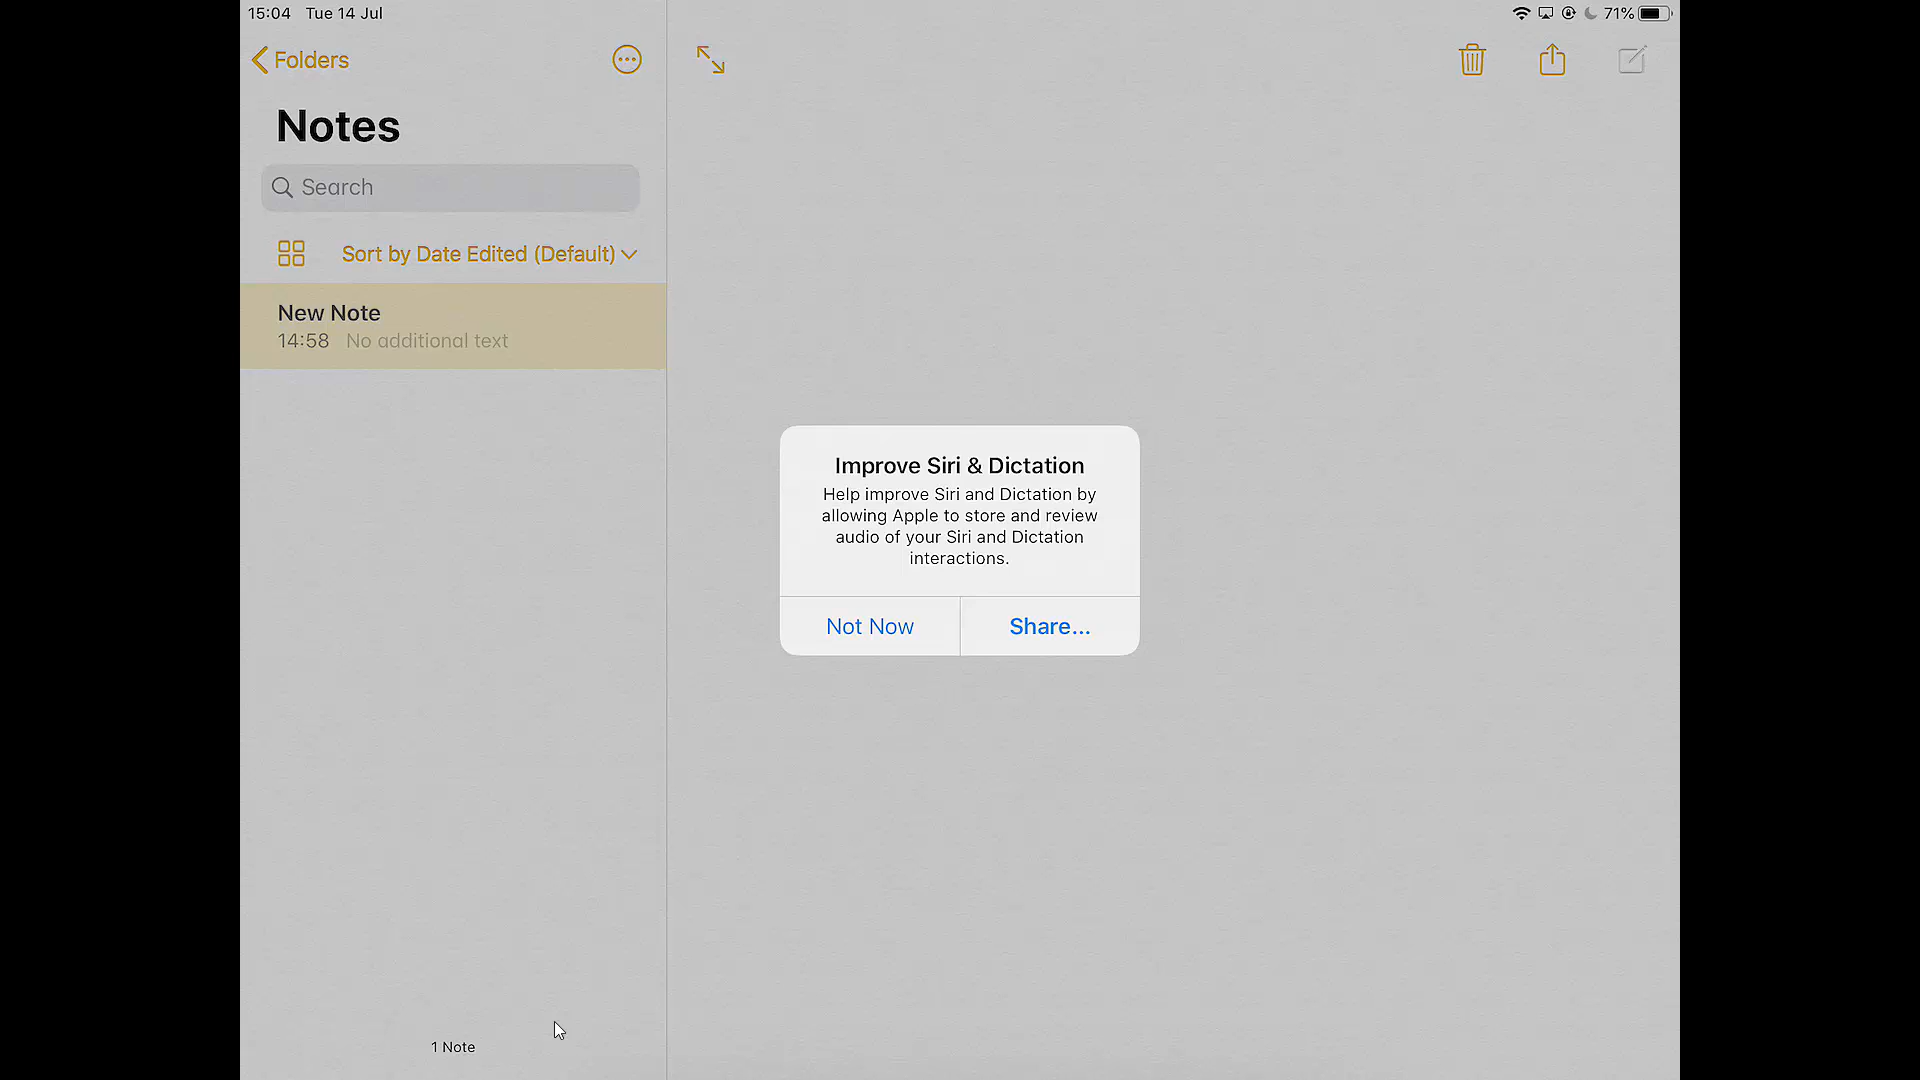 15:04 Tue 14 Jul
71%
Folders
Notes
Search
Sort by Date Edited (Default)
New Note
14:58 No additional text
1 Note
Improve Siri & Dictation
Help improve Siri and Dictation by
allowing Apple to store and review
audio of your Siri and Dictation
interactions.
Not Now
Share...